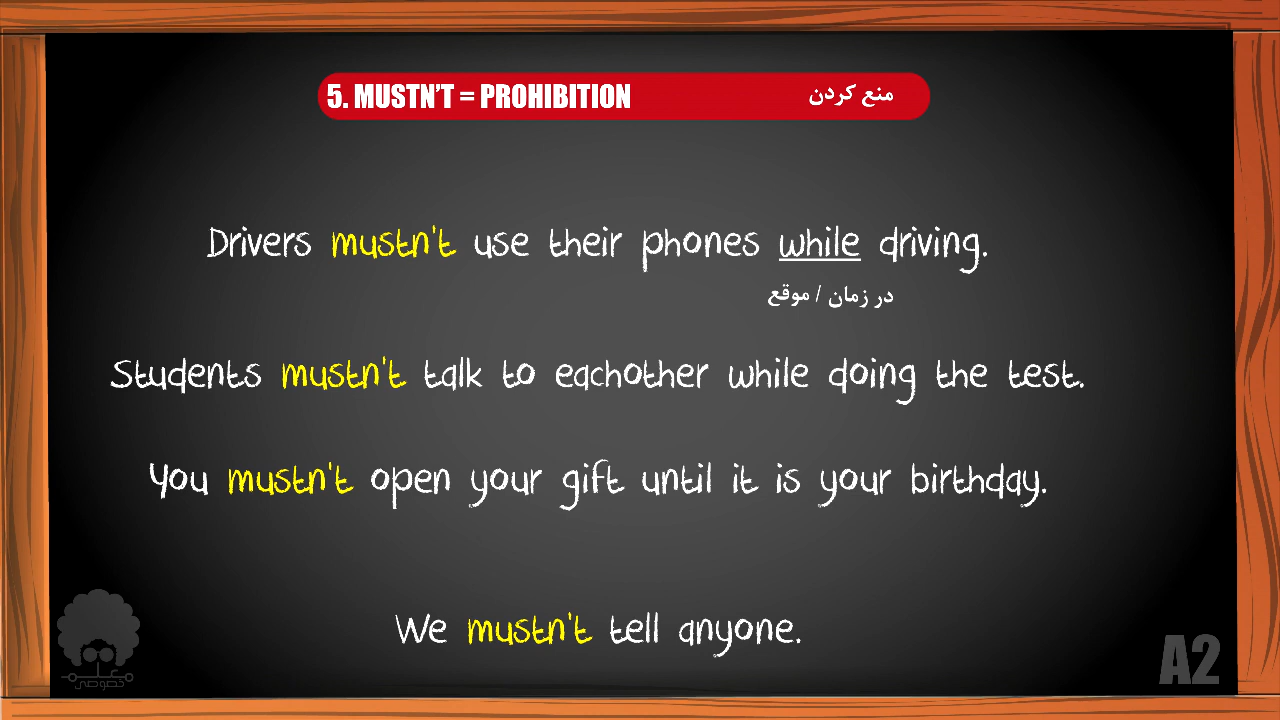 5. MUSTN'T = PROHIBITION منع کردن
Drivers mustn't use their phones while driving.
در زمان / موقع
Students mustn't talk to eachother while doing the test.
You mustn't open your gift until it is your birthday.
We mustn't tell anyone.
خصوصی
A2